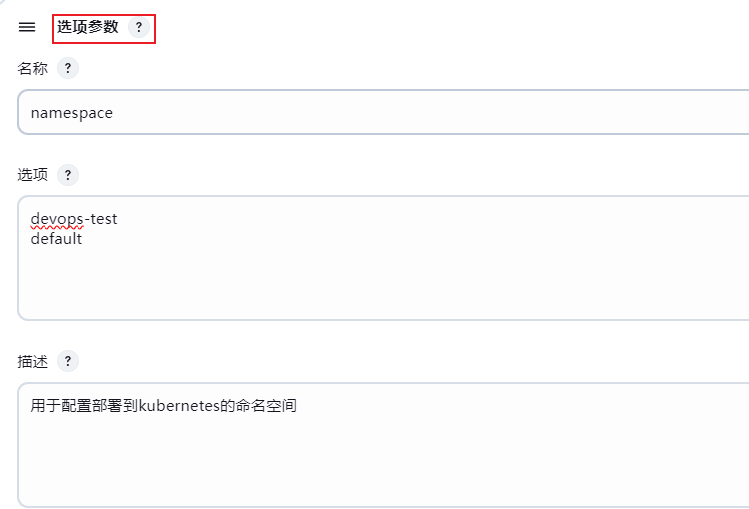 选项参数 ?
名称 ?
namespace
选项 ?
devops-test
default
描述 ?
用于配置部署到kubernetes的命名空间